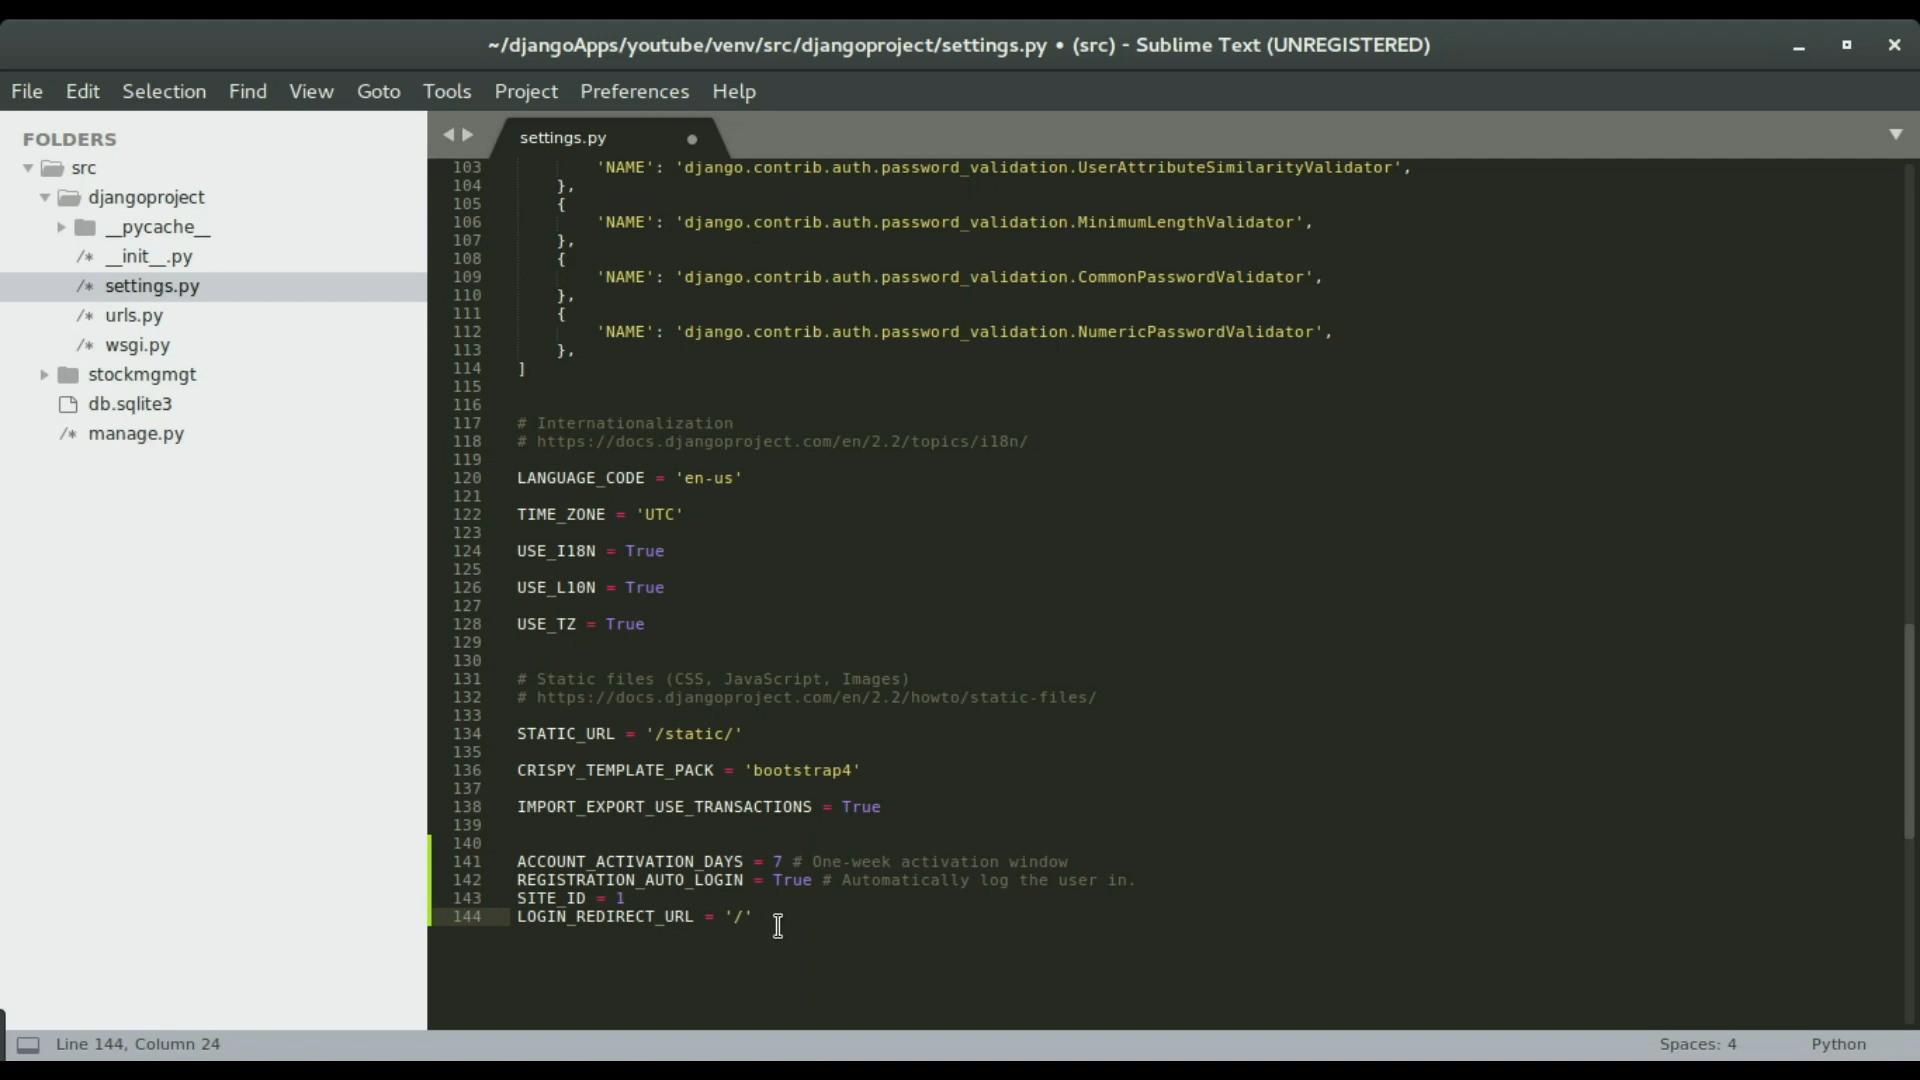 ~/djangoApps/youtube/venv/src/djangoproject/settings.py • (src) - Sublime Text (UNREGISTERED)
File Edit Selection Find View Goto Tools Project Preferences Help
FOLDERS
src
djangoproject
__pycache__
/* __init__.py
/* settings.py
/* urls.py
/* wsgi.py
stockmgmgt
db.sqlite3
/* manage.py
settings.py
103         'NAME': 'django.contrib.auth.password_validation.UserAttributeSimilarityValidator',
104     },
105     {
106         'NAME': 'django.contrib.auth.password_validation.MinimumLengthValidator',
107     },
108     {
109         'NAME': 'django.contrib.auth.password_validation.CommonPasswordValidator',
110     },
111     {
112         'NAME': 'django.contrib.auth.password_validation.NumericPasswordValidator',
113     },
114 ]
115
116
117 # Internationalization
118 # https://docs.djangoproject.com/en/2.2/topics/i18n/
119
120 LANGUAGE_CODE = 'en-us'
121
122 TIME_ZONE = 'UTC'
123
124 USE_I18N = True
125
126 USE_L10N = True
127
128 USE_TZ = True
129
130
131 # Static files (CSS, JavaScript, Images)
132 # https://docs.djangoproject.com/en/2.2/howto/static-files/
133
134 STATIC_URL = '/static/'
135
136 CRISPY_TEMPLATE_PACK = 'bootstrap4'
137
138 IMPORT_EXPORT_USE_TRANSACTIONS = True
139
140
141 ACCOUNT_ACTIVATION_DAYS = 7 # One-week activation window
142 REGISTRATION_AUTO_LOGIN = True # Automatically log the user in.
143 SITE_ID = 1
144 LOGIN_REDIRECT_URL = '/'
Line 144, Column 24
Spaces: 4
Python